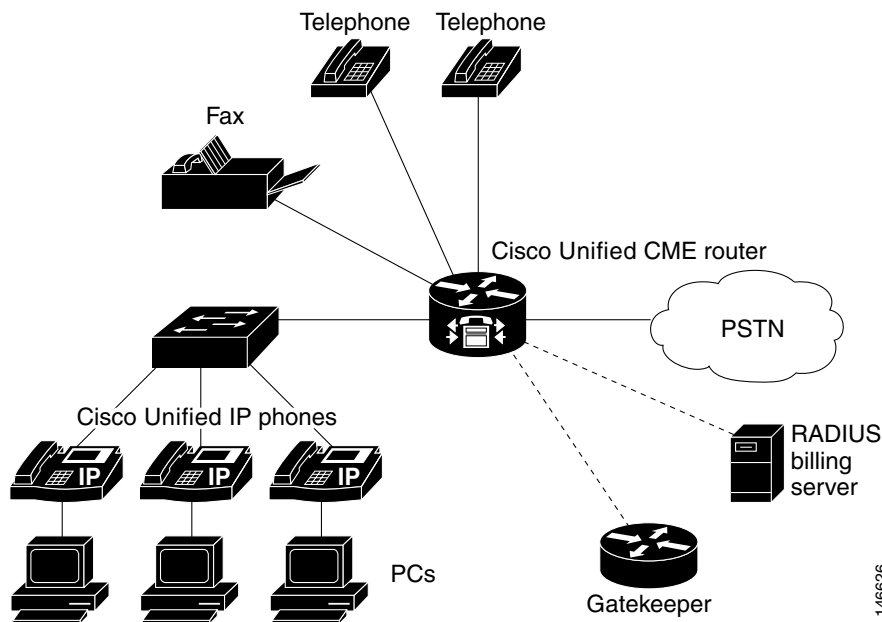 Telephone Telephone
Fax
Cisco Unified CME router
PSTN
Cisco Unified IP phones
RADIUS
billing
server
IP IP IP
PCs
Gatekeeper
146626